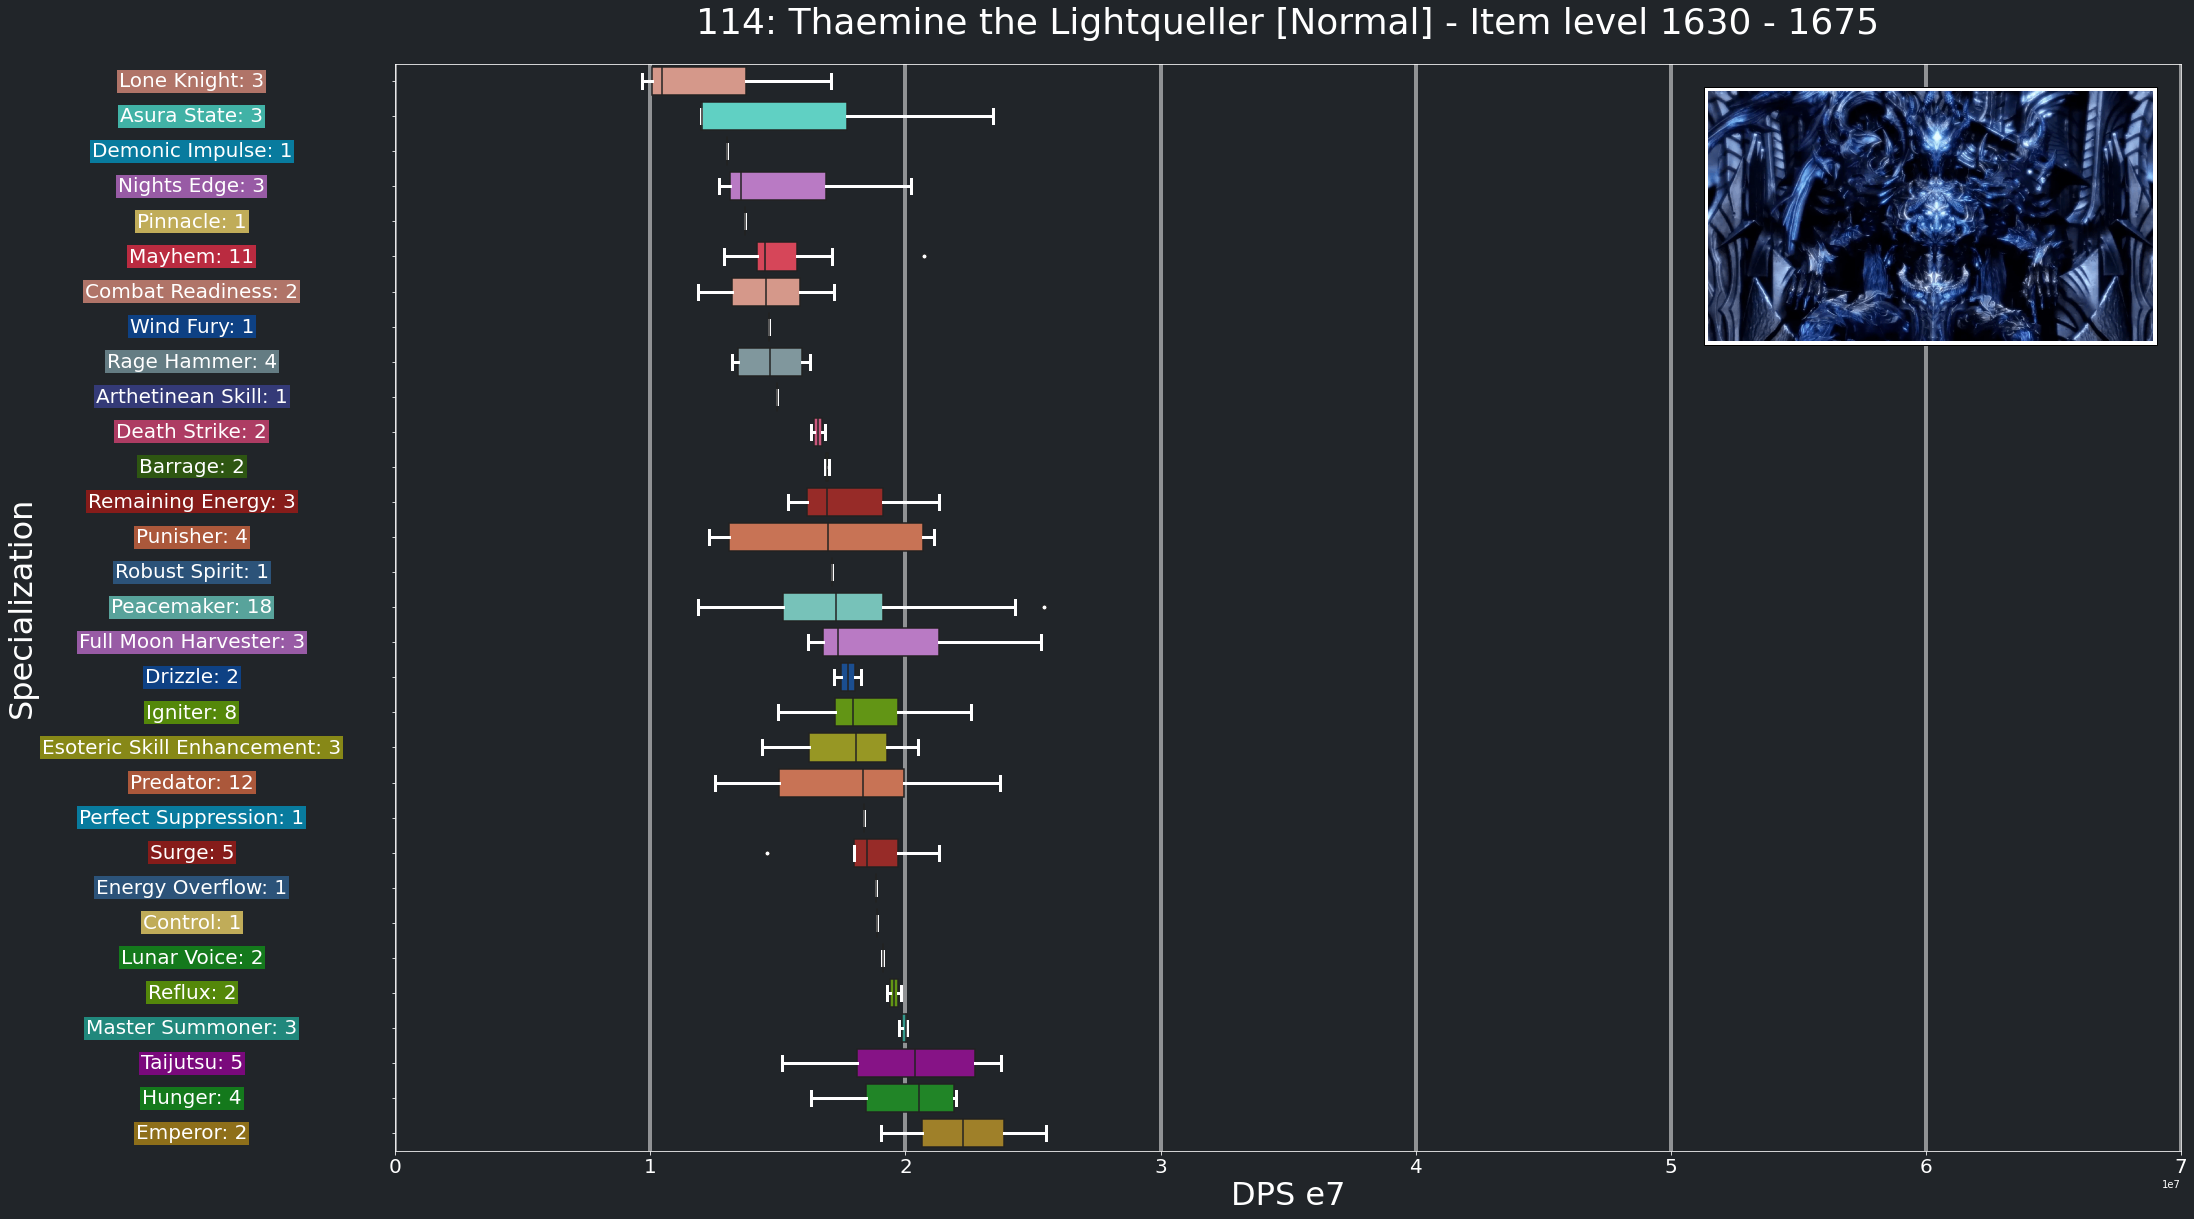 114: Thaemine the Lightqueller [Normal] - Item level 1630 - 1675
Specialization
Lone Knight: 3
Asura State: 3
Demonic Impulse: 1
Nights Edge: 3
Pinnacle: 1
Mayhem: 11
Combat Readiness: 2
Wind Fury: 1
Rage Hammer: 4
Arthetinean Skill: 1
Death Strike: 2
Barrage: 2
Remaining Energy: 3
Punisher: 4
Robust Spirit: 1
Peacemaker: 18
Full Moon Harvester: 3
Drizzle: 2
Igniter: 8
Esoteric Skill Enhancement: 3
Predator: 12
Perfect Suppression: 1
Surge: 5
Energy Overflow: 1
Control: 1
Lunar Voice: 2
Reflux: 2
Master Summoner: 3
Taijutsu: 5
Hunger: 4
Emperor: 2
0 1 2 3 4 5 6 7
1e7
DPS e7